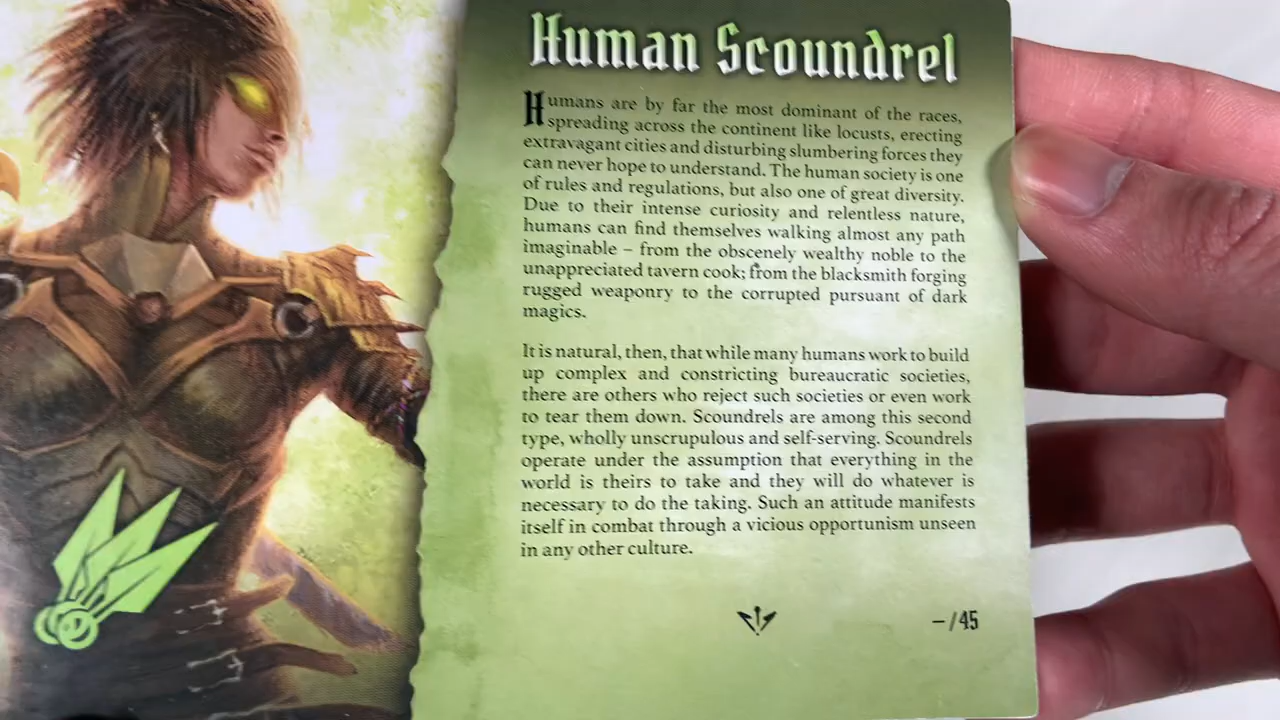 Human Scoundrel
Humans are by far the most dominant of the races,
spreading across the continent like locusts, erecting
extravagant cities and disturbing slumbering forces they
can never hope to understand. The human society is one
of rules and regulations, but also one of great diversity.
Due to their intense curiosity and relentless nature,
humans can find themselves walking almost any path
imaginable – from the obscenely wealthy noble to the
unappreciated tavern cook; from the blacksmith forging
rugged weaponry to the corrupted pursuant of dark
magics.
It is natural, then, that while many humans work to build
up complex and constricting bureaucratic societies,
there are others who reject such societies or even work
to tear them down. Scoundrels are among this second
type, wholly unscrupulous and self-serving. Scoundrels
operate under the assumption that everything in the
world is theirs to take and they will do whatever is
necessary to do the taking. Such an attitude manifests
itself in combat through a vicious opportunism unseen
in any other culture.
–/45